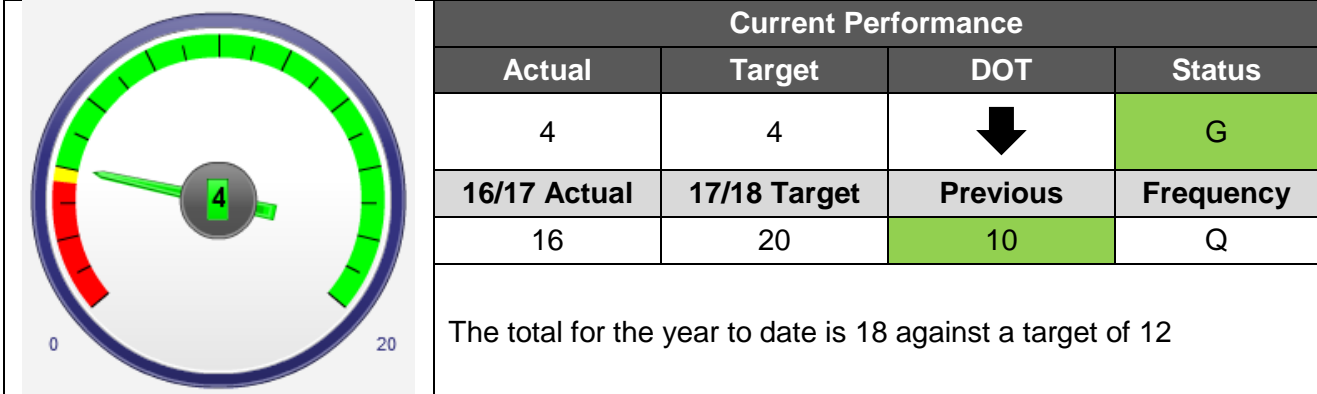 4
0
20
Current Performance
Actual Target DOT Status
4 4 G
16/17 Actual 17/18 Target Previous Frequency
16 20 10 Q
The total for the year to date is 18 against a target of 12